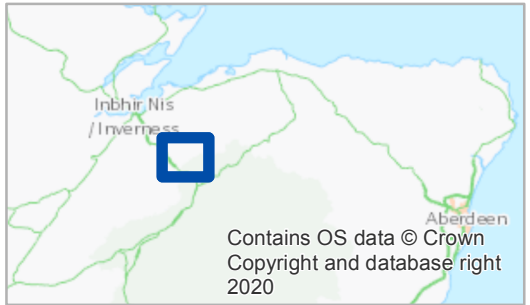 Inbhir Nis
/ Inverness
Aberdeen
Contains OS data © Crown
Copyright and database right
2020